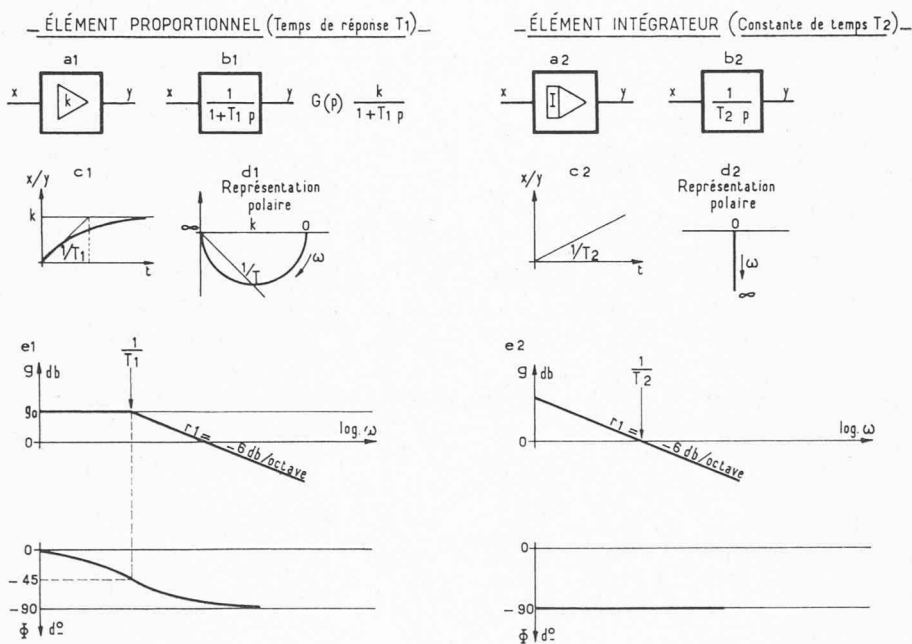 ÉLÉMENT PROPORTIONNEL (Temps de réponse T1)
a1
b1
x
k
y
x
1
1+T1 p
y
G(p) k
1+T1 p
x/y
c1
k
1/T1
t
d1
Représentation
polaire
∞
k
0
1/T
ω
e1
g db
1
T1
g0
0
r1 = -6 db/octave
log. ω
0
-45
-90
Φ d°
ÉLÉMENT INTÉGRATEUR (Constante de temps T2)
a2
b2
x
I
y
x
1
T2 p
y
x/y
c2
1/T2
t
d2
Représentation
polaire
0
ω
∞
e2
g db
1
T2
0
r1 = -6 db/octave
log. ω
0
-90
Φ d°